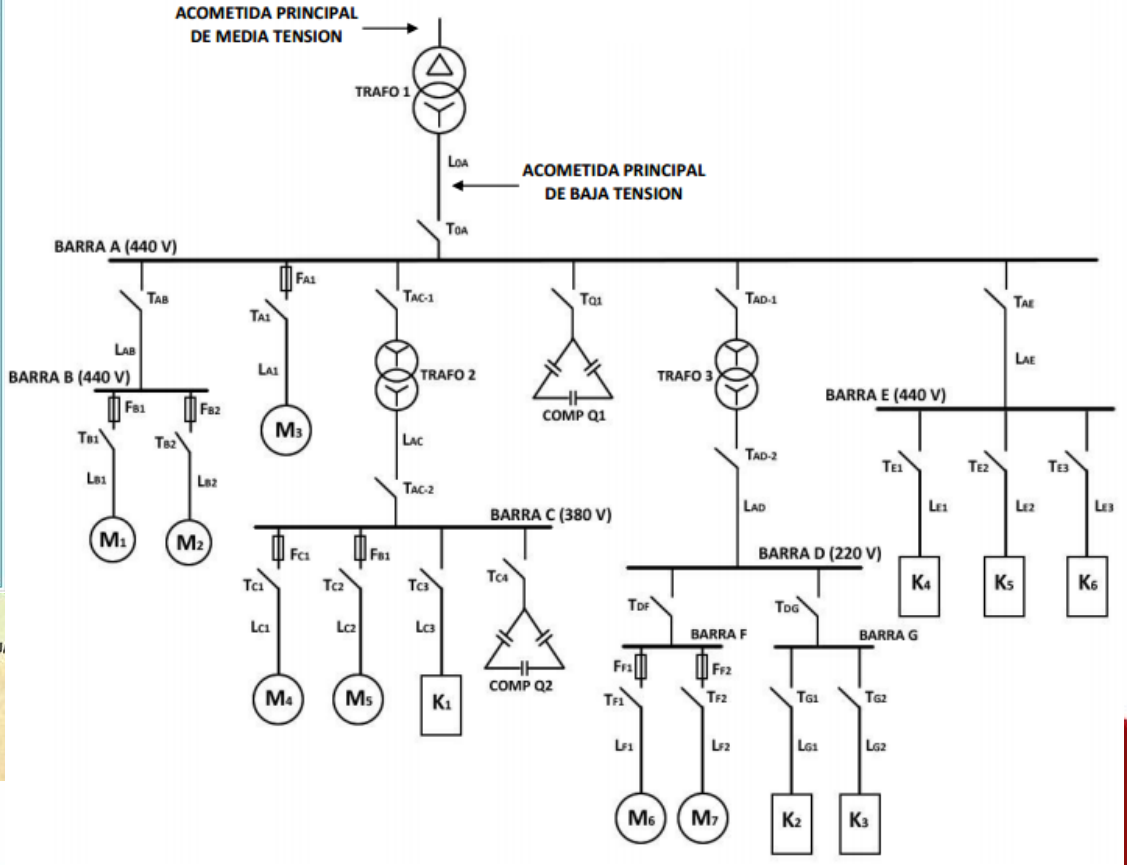 ACOMETIDA PRINCIPAL
DE MEDIA TENSION
TRAFO 1
L0A
ACOMETIDA PRINCIPAL
DE BAJA TENSION
T0A
BARRA A (440 V)
TAB
FA1
TA1
TAC-1
TQ1
TAD-1
TAE
LAB
LA1
TRAFO 2
TRAFO 3
LAE
BARRA B (440 V)
BARRA E (440 V)
COMP Q1
FB1
FB2
M3
TB1
TB2
LAC
TAD-2
TE1
TE2
TE3
LB1
LB2
TAC-2
LAD
LE1
LE2
LE3
BARRA C (380 V)
M1
M2
FC1
FB1
BARRA D (220 V)
TC1
TC2
TC3
TC4
K4
K5
K6
TDF
TDG
LC1
LC2
LC3
BARRA F
BARRA G
FF1
FF2
COMP Q2
M4
M5
K1
TF1
TF2
TG1
TG2
LF1
LF2
LG1
LG2
M6
M7
K2
K3